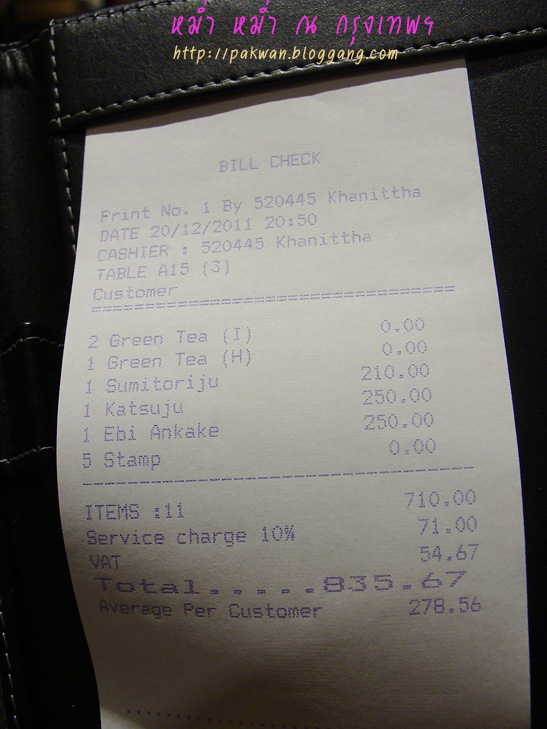 หม่ำ หม่ำ ณ กรุงเทพฯ
http://pakwan.bloggang.com
BILL CHECK
Print No. 1 By 520445 Khanittha
DATE 20/12/2011 20:50
CASHIER : 520445 Khanittha
TABLE A15 (3)
Customer
2 Green Tea (I) 0.00
1 Green Tea (H) 0.00
1 Sumitoriju 210.00
1 Katsuju 250.00
1 Ebi Ankake 250.00
5 Stamp 0.00
ITEMS :11 710.00
Service charge 10% 71.00
VAT 54.67
Total.....835.67
Average Per Customer 278.56